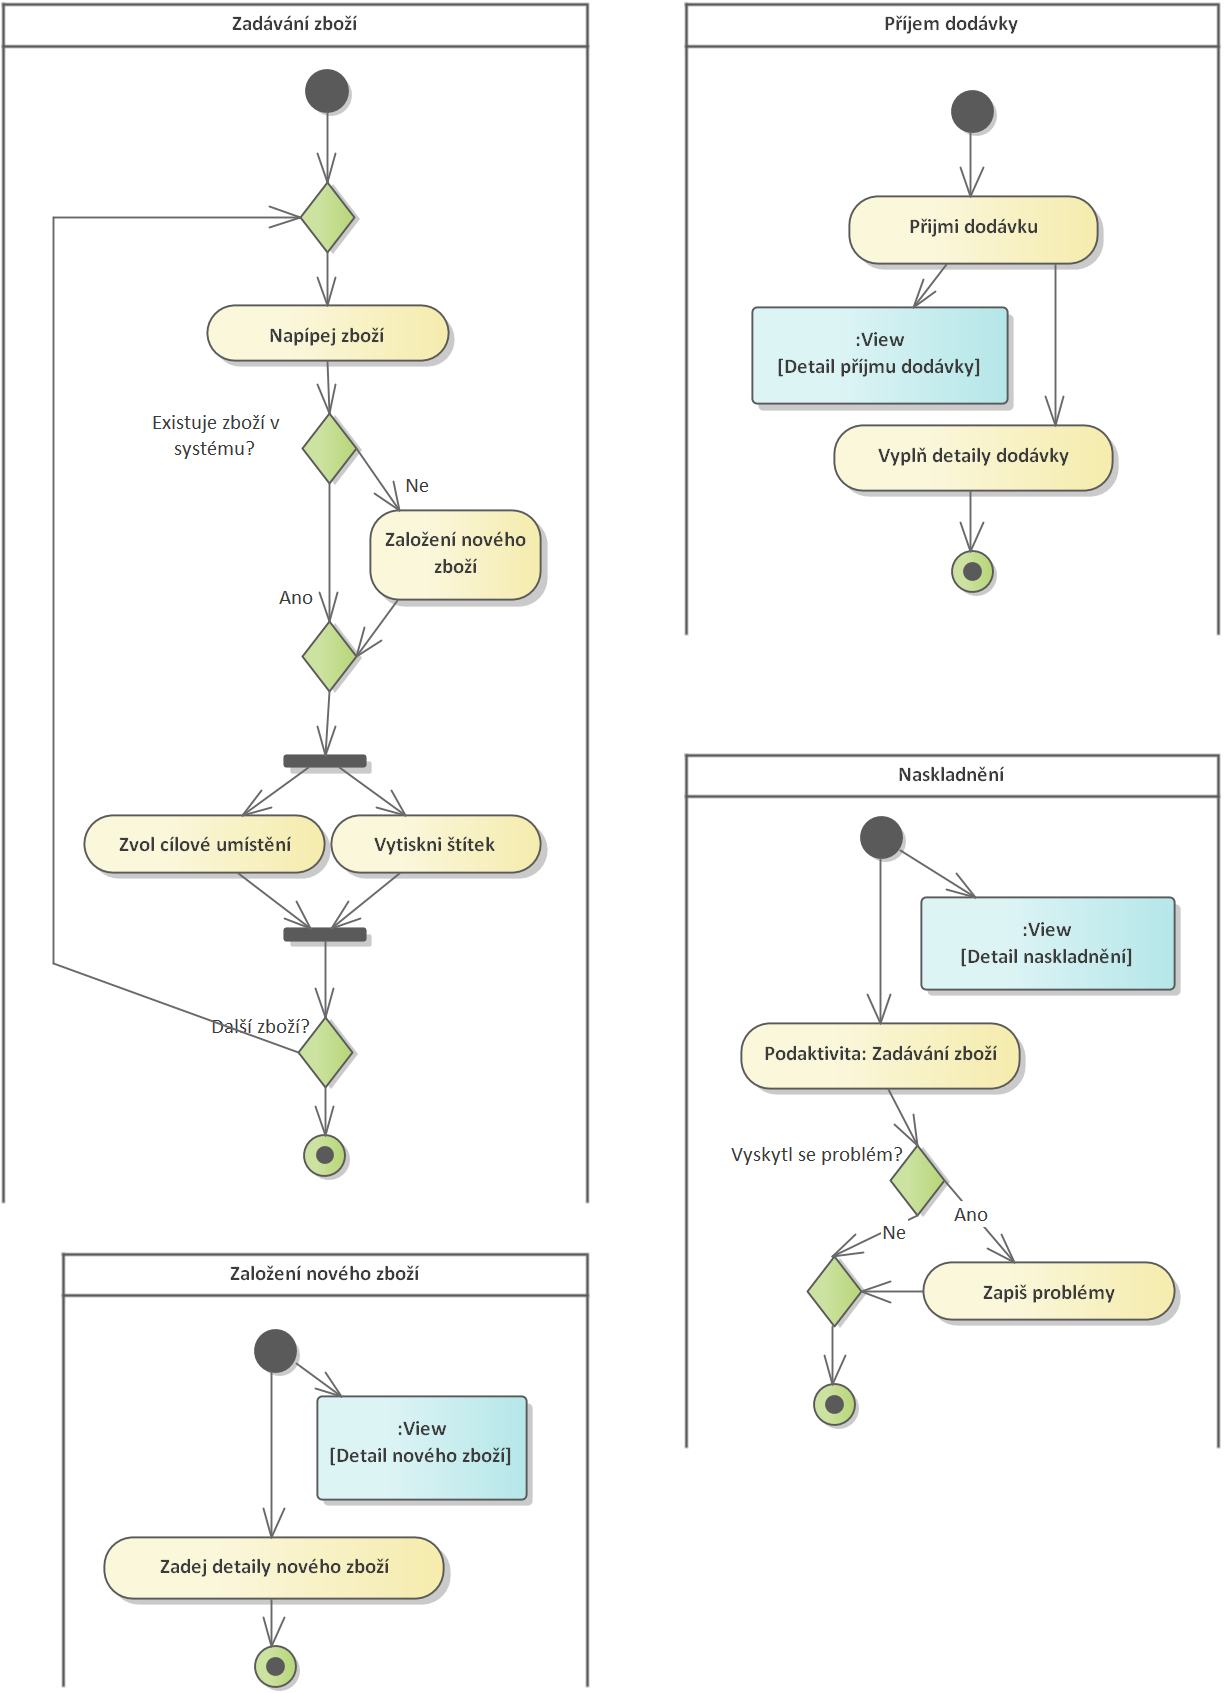 Zadávání zboží
Napípej zboží
Existuje zboží v
systému?
Ne
Založení nového
zboží
Ano
Zvol cílové umístění
Vytiskni štítek
Další zboží?
Založení nového zboží
:View
[Detail nového zboží]
Zadej detaily nového zboží
Příjem dodávky
Přijmi dodávku
:View
[Detail příjmu dodávky]
Vyplň detaily dodávky
Naskladnění
:View
[Detail naskladnění]
Podaktivita: Zadávání zboží
Vyskytl se problém?
Ano
Ne
Zapiš problémy